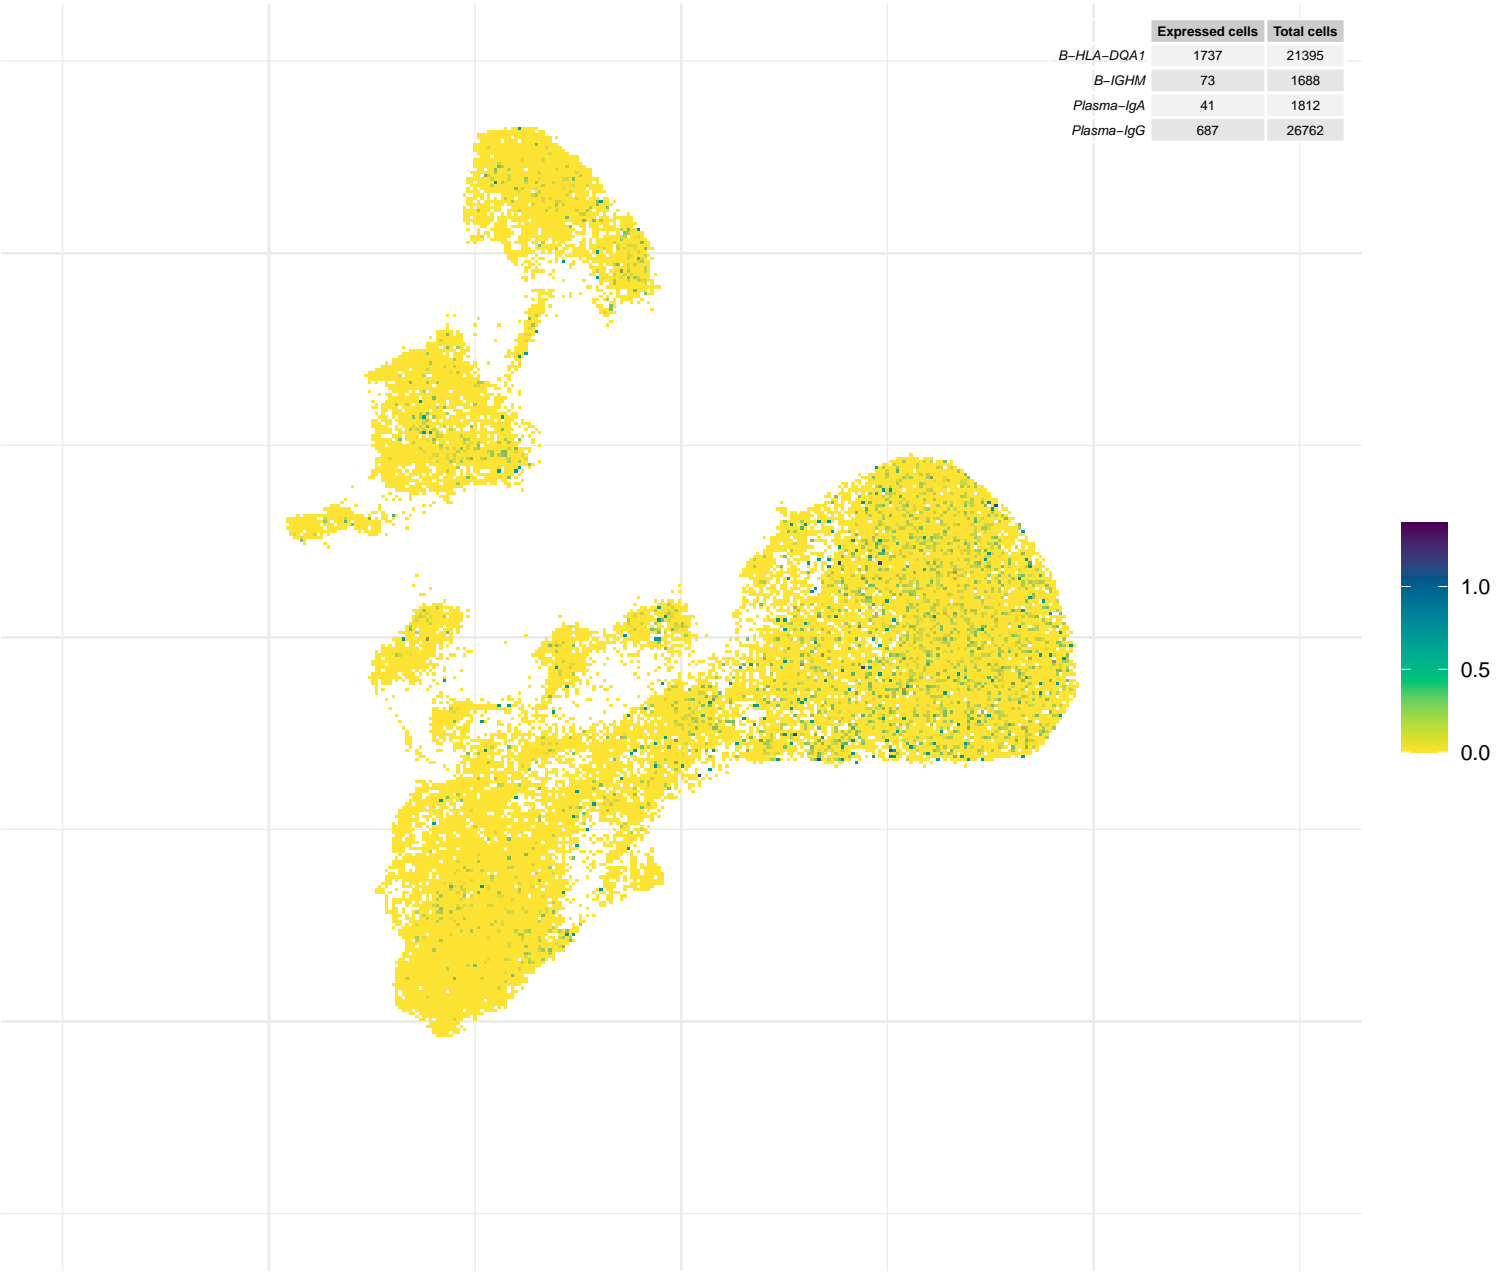 Expressed cells Total cells
B−HLA−DQA1 1737 21395
B−IGHM 73 1688
Plasma−IgA 41 1812
Plasma−IgG 687 26762
1.0
0.5
0.0